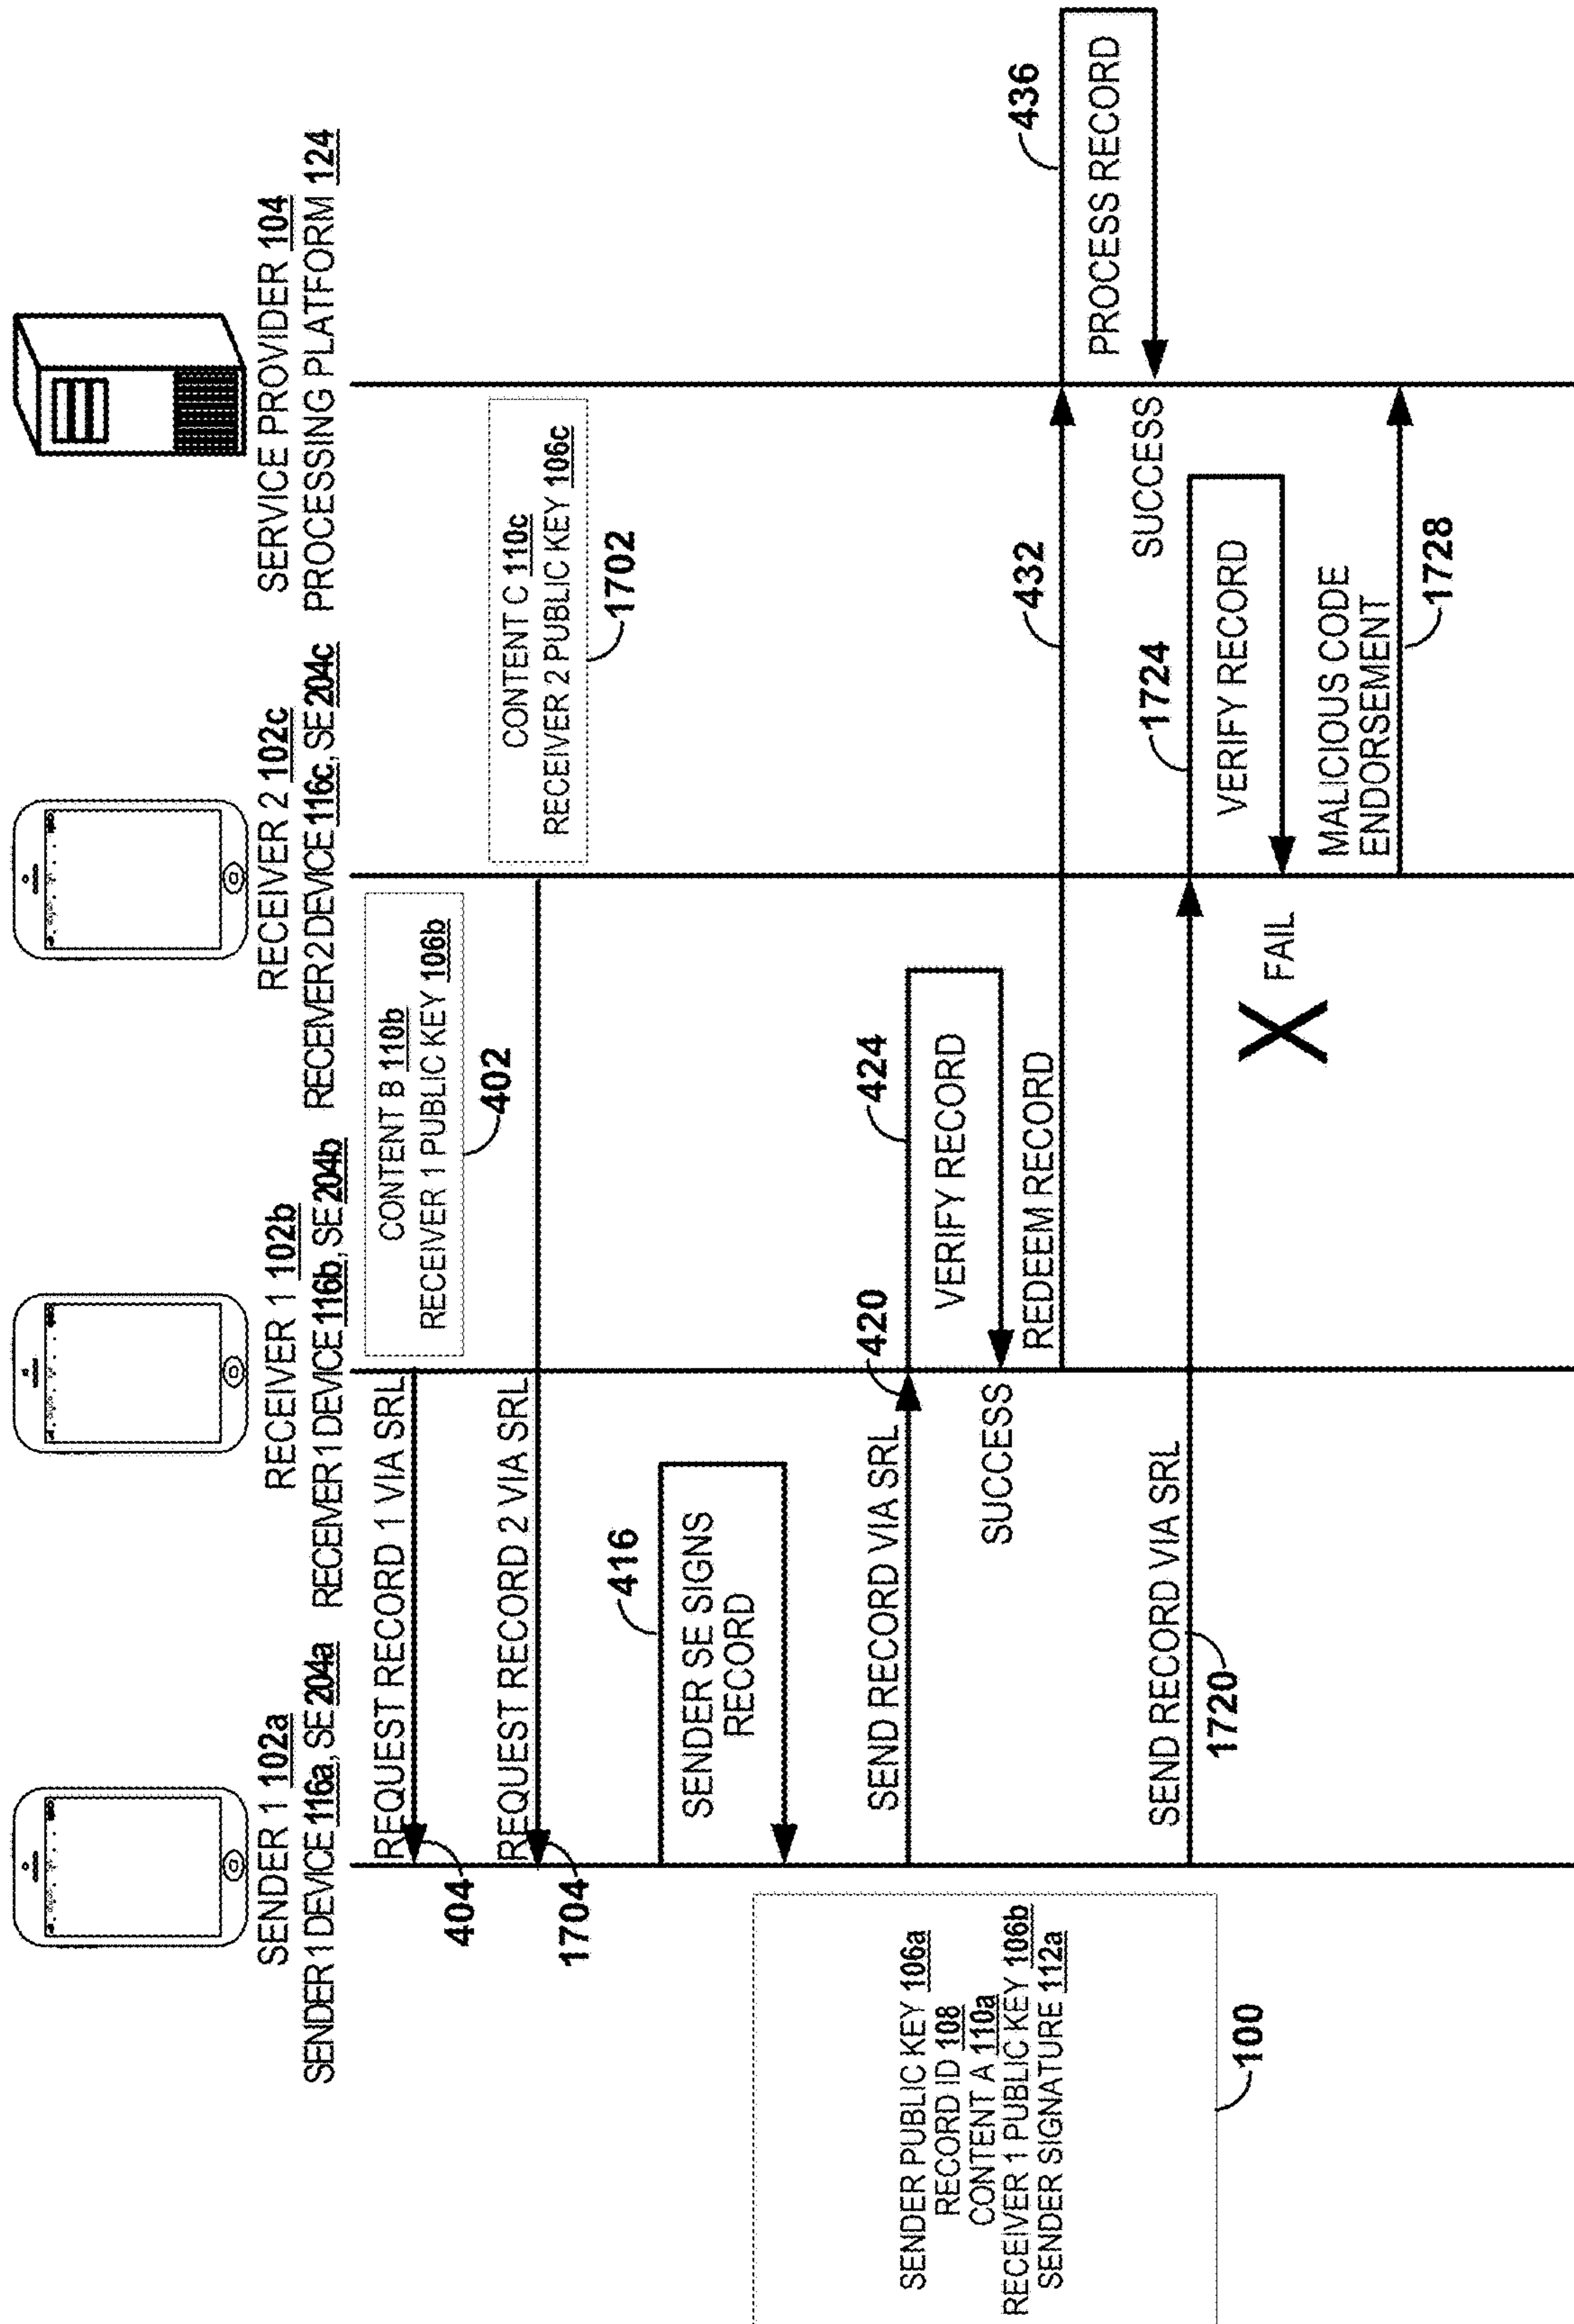 SENDER 1 102a
SENDER 1 DEVICE 116a, SE 204a
RECEIVER 1 102b
RECEIVER 1 DEVICE 116b, SE 204b
RECEIVER 2 102c
RECEIVER 2 DEVICE 116c, SE 204c
SERVICE PROVIDER 104
PROCESSING PLATFORM 124
REQUEST RECORD 1 VIA SRL
404
CONTENT B 110b
RECEIVER 1 PUBLIC KEY 106b
402
REQUEST RECORD 2 VIA SRL
1704
CONTENT C 110c
RECEIVER 2 PUBLIC KEY 106c
1702
416
SENDER SE SIGNS
RECORD
SENDER PUBLIC KEY 106a
RECORD ID 108
CONTENT A 110a
RECEIVER 1 PUBLIC KEY 106b
SENDER SIGNATURE 112a
100
SEND RECORD VIA SRL
420
424
VERIFY RECORD
SUCCESS
REDEEM RECORD
432
436
PROCESS RECORD
SUCCESS
SEND RECORD VIA SRL
1720
1724
VERIFY RECORD
FAIL
MALICIOUS CODE
ENDORSEMENT
1728